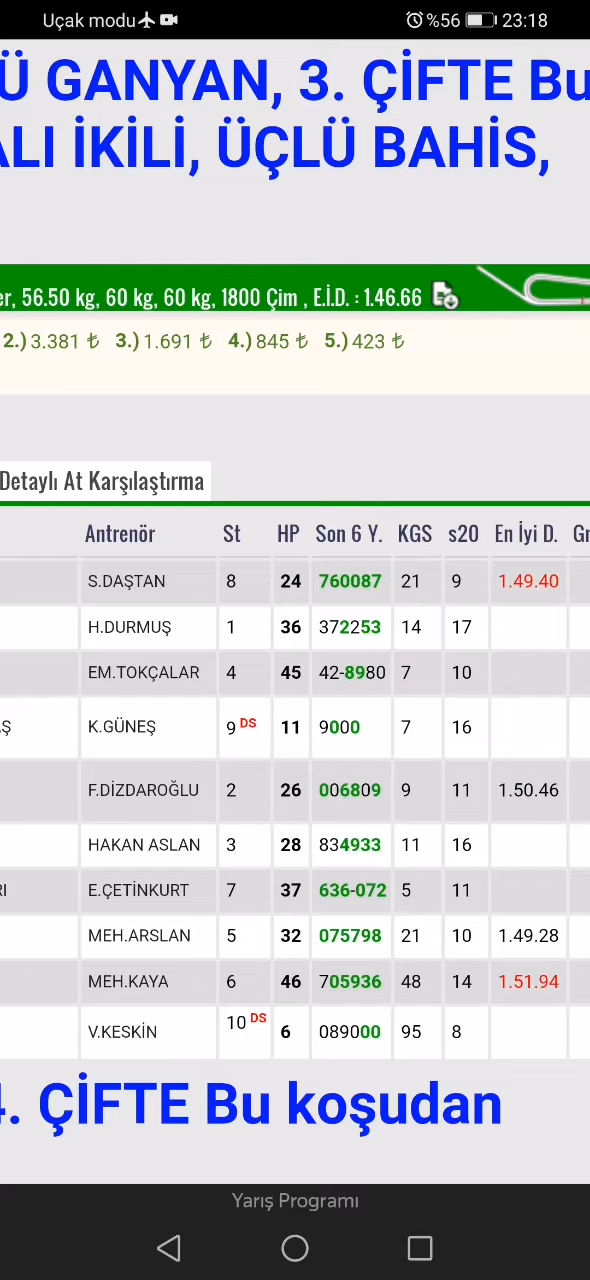 Uçak modu %56 23:18
Ü GANYAN, 3. ÇİFTE Bu
ALI İKİLİ, ÜÇLÜ BAHİS,
er, 56.50 kg, 60 kg, 60 kg, 1800 Çim , E.İ.D. : 1.46.66
2.) 3.381 ₺ 3.) 1.691 ₺ 4.) 845 ₺ 5.) 423 ₺
Detaylı At Karşılaştırma
Antrenör St HP Son 6 Y. KGS s20 En İyi D. Gr
S.DAŞTAN 8 24 760087 21 9 1.49.40
H.DURMUŞ 1 36 372253 14 17
EM.TOKÇALAR 4 45 42-8980 7 10
Ş K.GÜNEŞ 9 DS 11 9000 7 16
F.DİZDAROĞLU 2 26 006809 9 11 1.50.46
HAKAN ASLAN 3 28 834933 11 16
RI E.ÇETİNKURT 7 37 636-072 5 11
MEH.ARSLAN 5 32 075798 21 10 1.49.28
MEH.KAYA 6 46 705936 48 14 1.51.94
V.KESKİN 10 DS 6 089000 95 8
4. ÇİFTE Bu koşudan
Yarış Programı